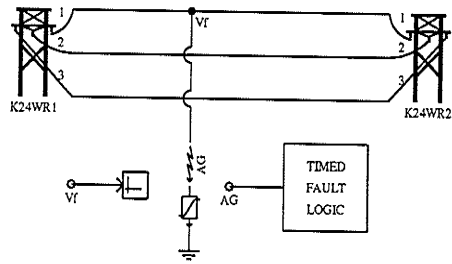 1
Vf
1
2
2
3
3
K24WR1
K24WR2
AG
Vf
AG
TIMED
FAULT
LOGIC